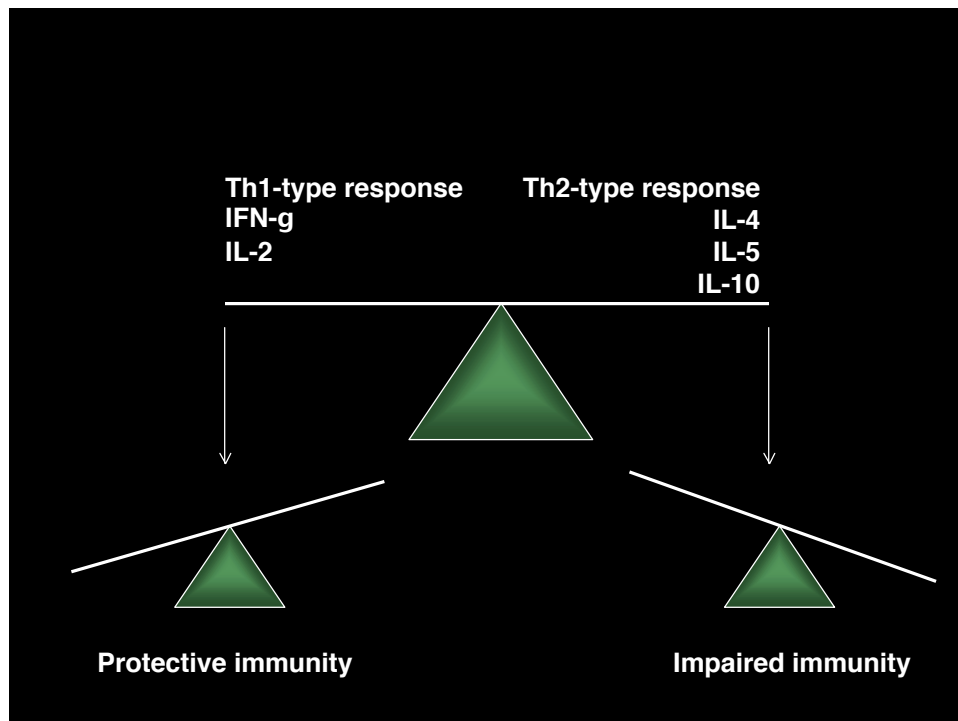 Th1-type response
IFN-g
IL-2
Th2-type response
IL-4
IL-5
IL-10
Protective immunity
Impaired immunity